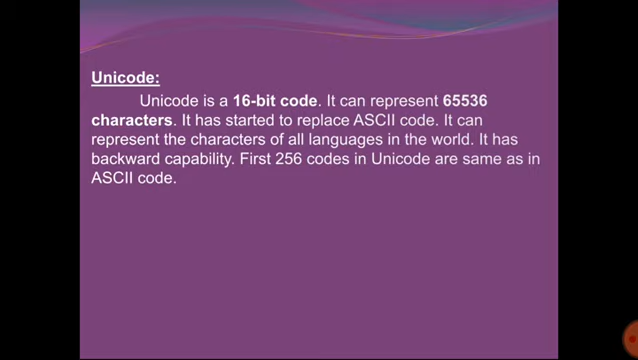 Unicode:
Unicode is a 16-bit code. It can represent 65536
characters. It has started to replace ASCII code. It can
represent the characters of all languages in the world. It has
backward capability. First 256 codes in Unicode are same as in
ASCII code.